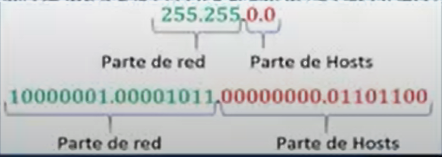 255.255.0.0
Parte de red Parte de Hosts
10000001.00001011.00000000.01101100
Parte de red Parte de Hosts